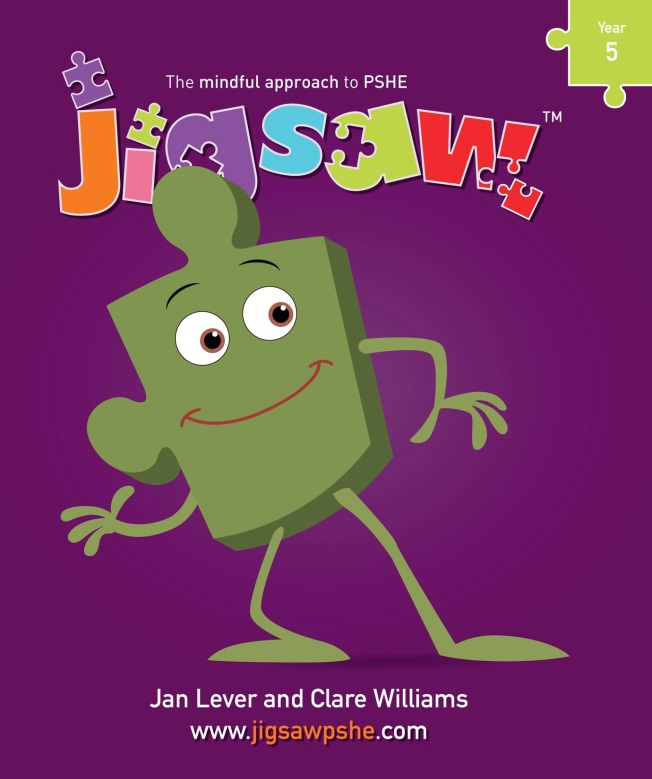 Year
5
The mindful approach to PSHE
jigsaw! ™
Jan Lever and Clare Williams
www.jigsawpshe.com